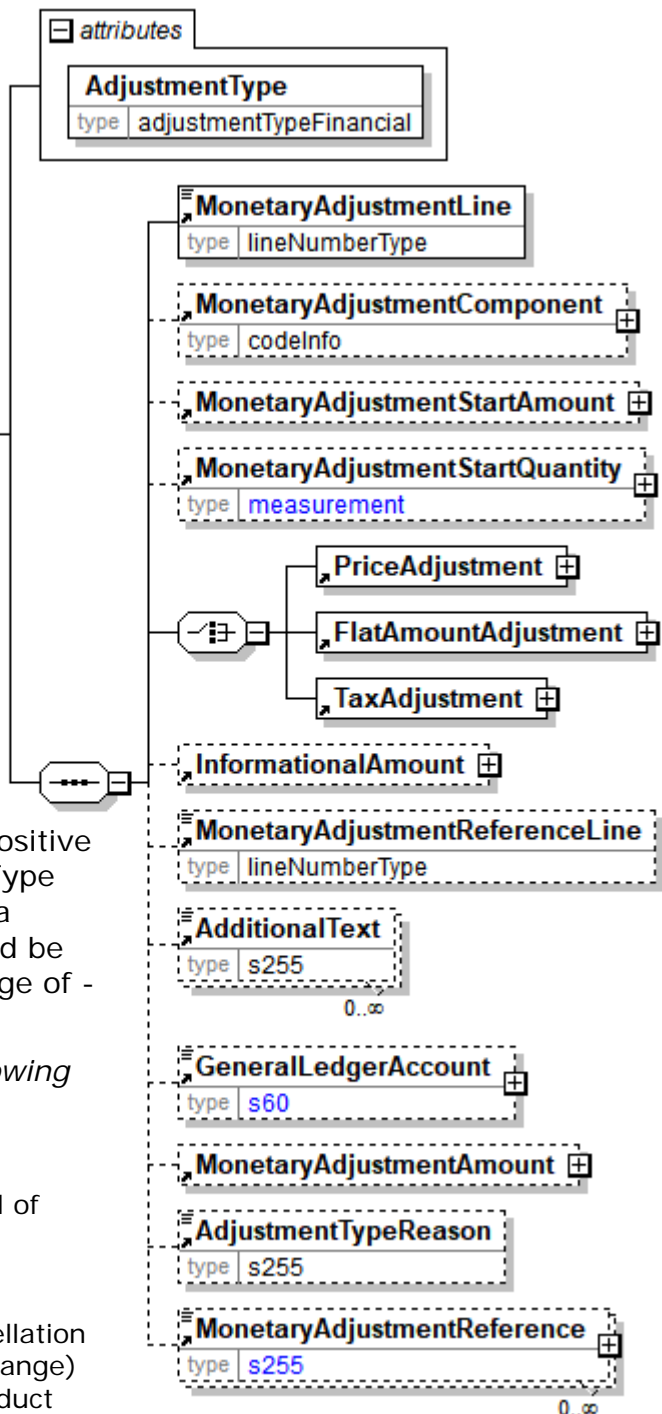 attributes
AdjustmentType
type adjustmentTypeFinancial
MonetaryAdjustmentLine
type lineNumberType
MonetaryAdjustmentComponent
type codeInfo
MonetaryAdjustmentStartAmount
MonetaryAdjustmentStartQuantity
type measurement
PriceAdjustment
FlatAmountAdjustment
TaxAdjustment
InformationalAmount
MonetaryAdjustmentReferenceLine
type lineNumberType
AdditionalText
type s255
0..∞
GeneralLedgerAccount
type s60
MonetaryAdjustmentAmount
AdjustmentTypeReason
type s255
MonetaryAdjustmentReference
type s255
0..∞
ositive
ype
a
d be
ge of -
owing
l of
ellation
ange)
duct